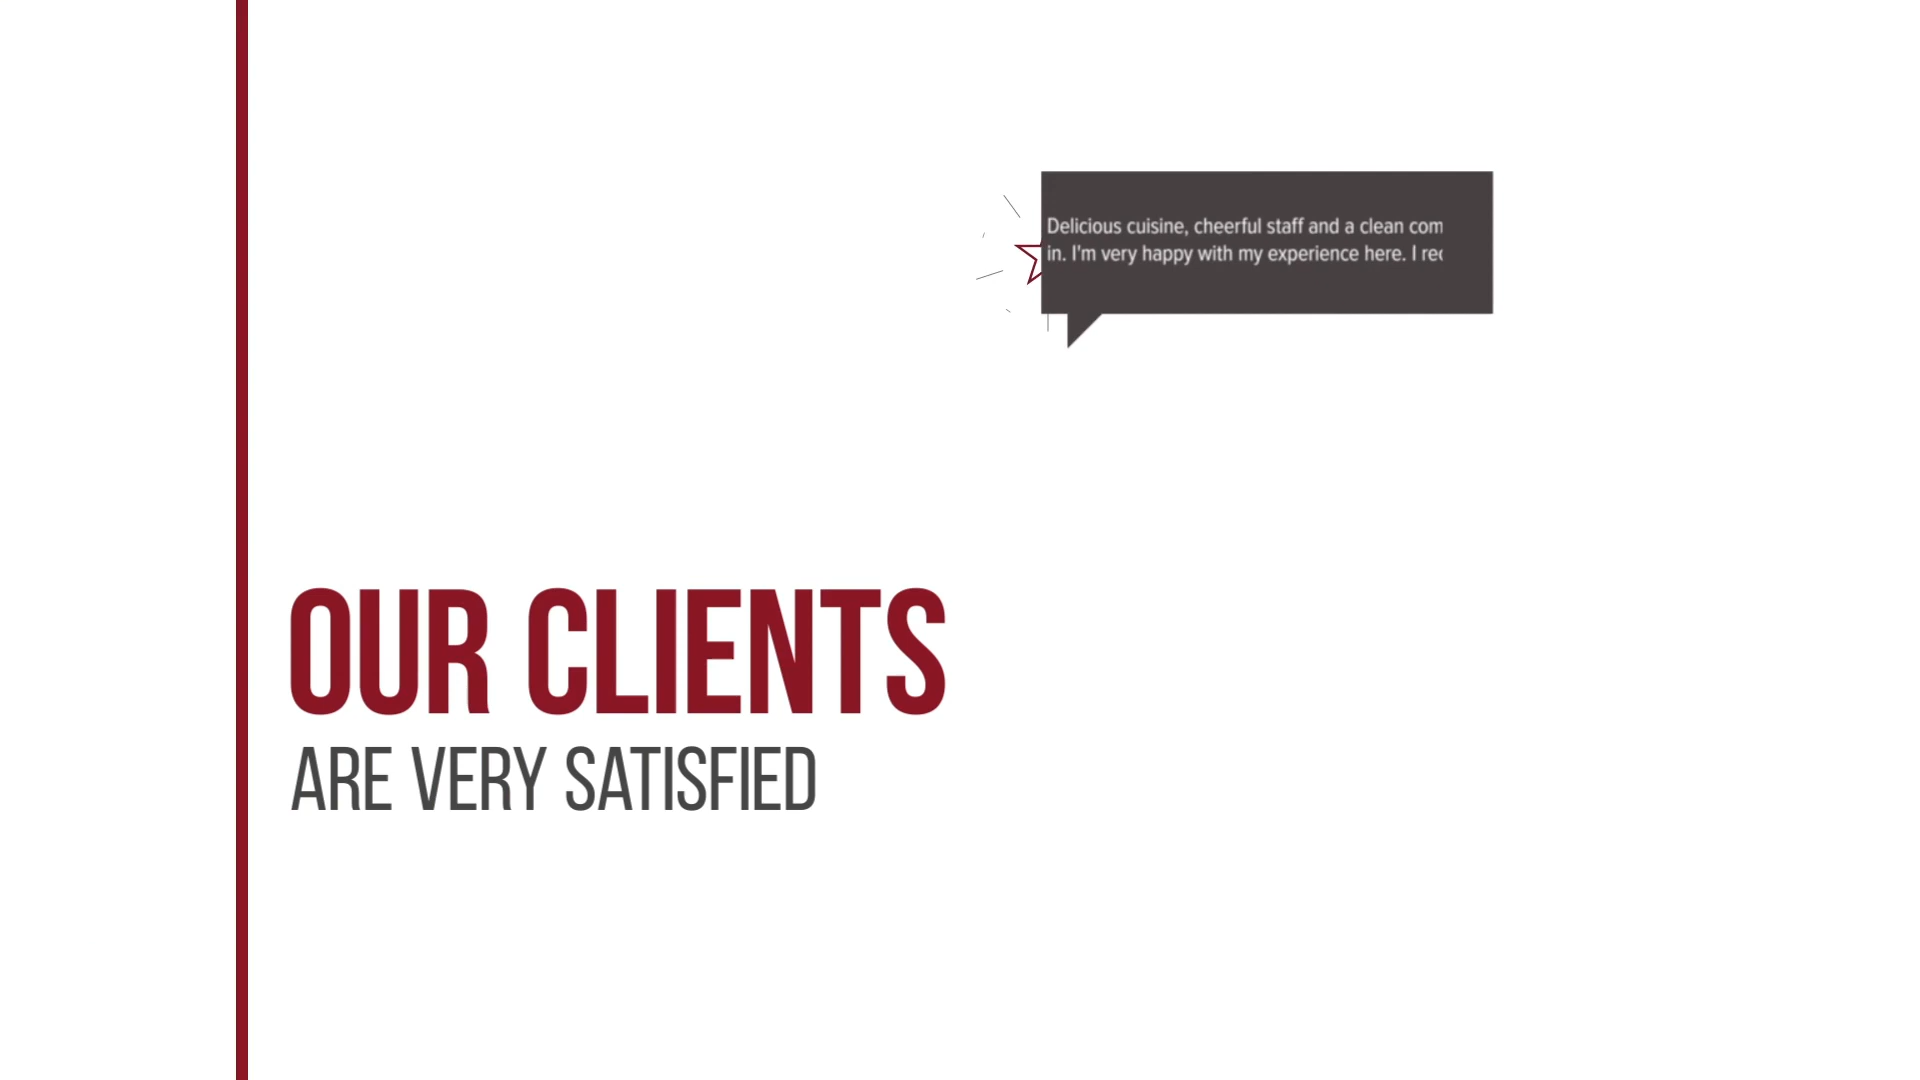 Delicious cuisine, cheerful staff and a clean com
in. I'm very happy with my experience here. I rec
OUR CLIENTS
ARE VERY SATISFIED